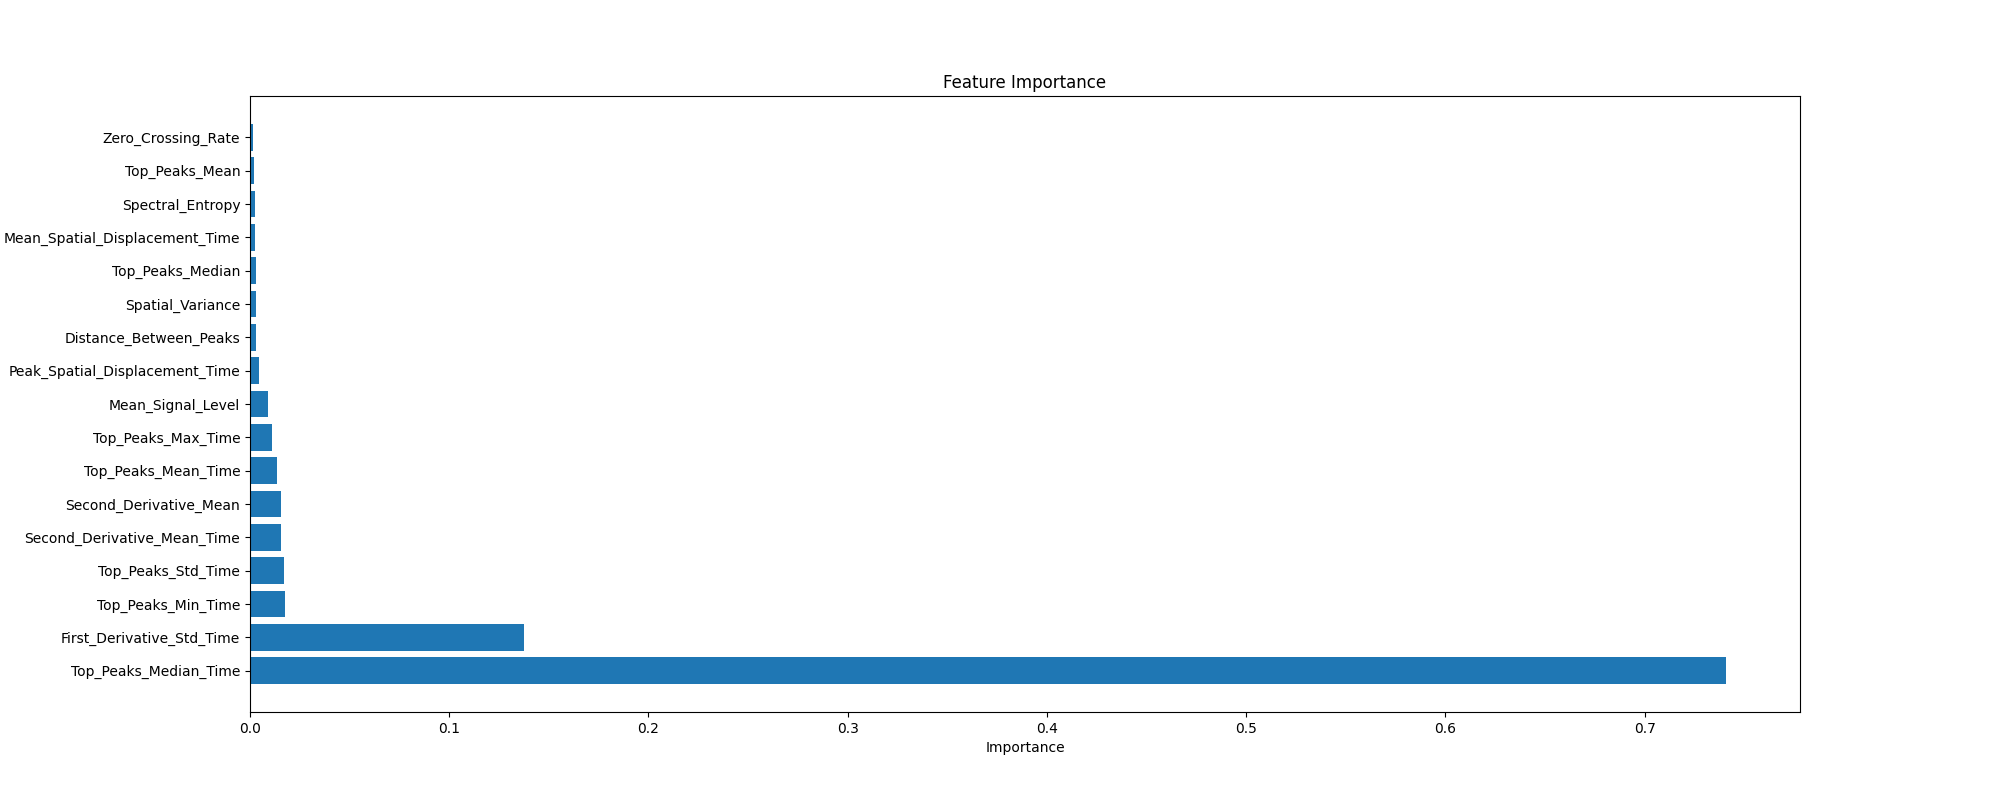 Feature Importance
Zero_Crossing_Rate
Top_Peaks_Mean
Spectral_Entropy
Mean_Spatial_Displacement_Time
Top_Peaks_Median
Spatial_Variance
Distance_Between_Peaks
Peak_Spatial_Displacement_Time
Mean_Signal_Level
Top_Peaks_Max_Time
Top_Peaks_Mean_Time
Second_Derivative_Mean
Second_Derivative_Mean_Time
Top_Peaks_Std_Time
Top_Peaks_Min_Time
First_Derivative_Std_Time
Top_Peaks_Median_Time
0.0 0.1 0.2 0.3 0.4 0.5 0.6 0.7
Importance